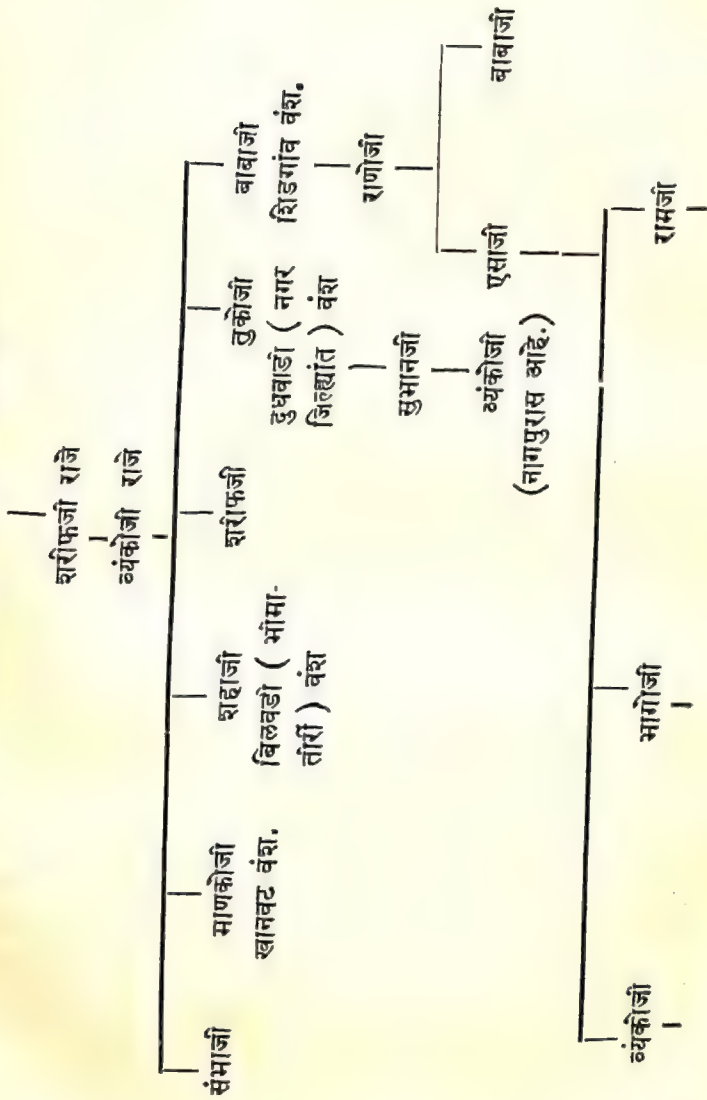 शरीफजी राजे
व्यंकोजी राजे
संभाजी
माणकोजी
खानवट वंश.
शहाजी
बिलवडी ( भीमा-
तीरीं ) वंश
शरीफजी
तुकोजी
दुधवाडी ( नगर
जिल्ह्यांत ) वंश
बाबाजी
शिडगांव वंश.
सुभानजी
राणोजी
व्यंकोजी
(नागपुरास आहे.)
एसाजी
बाबाजी
व्यंकोजी
भागोजी
रामजी